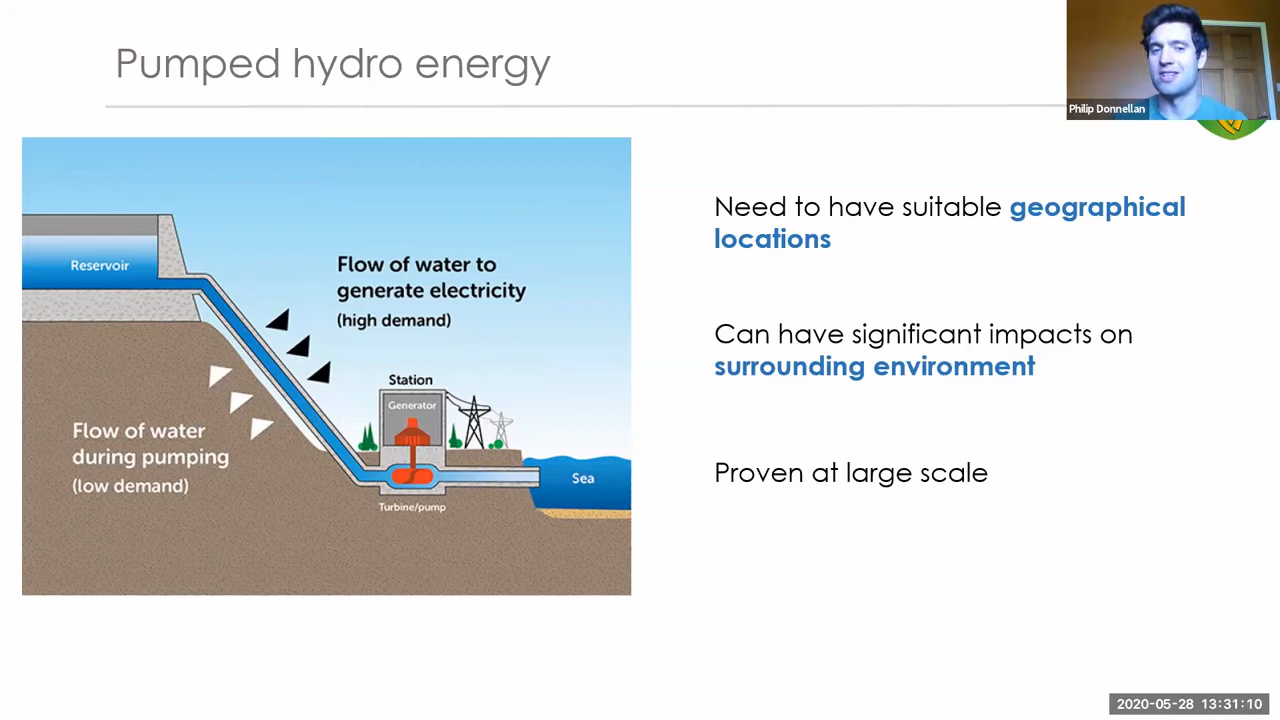 Pumped hydro energy
Philip Donnellan
Reservoir
Flow of water to
generate electricity
(high demand)
Station
Generator
Flow of water
during pumping
(low demand)
Sea
Turbine/pump
Need to have suitable geographical
locations
Can have significant impacts on
surrounding environment
Proven at large scale
2020-05-28 13:31:10